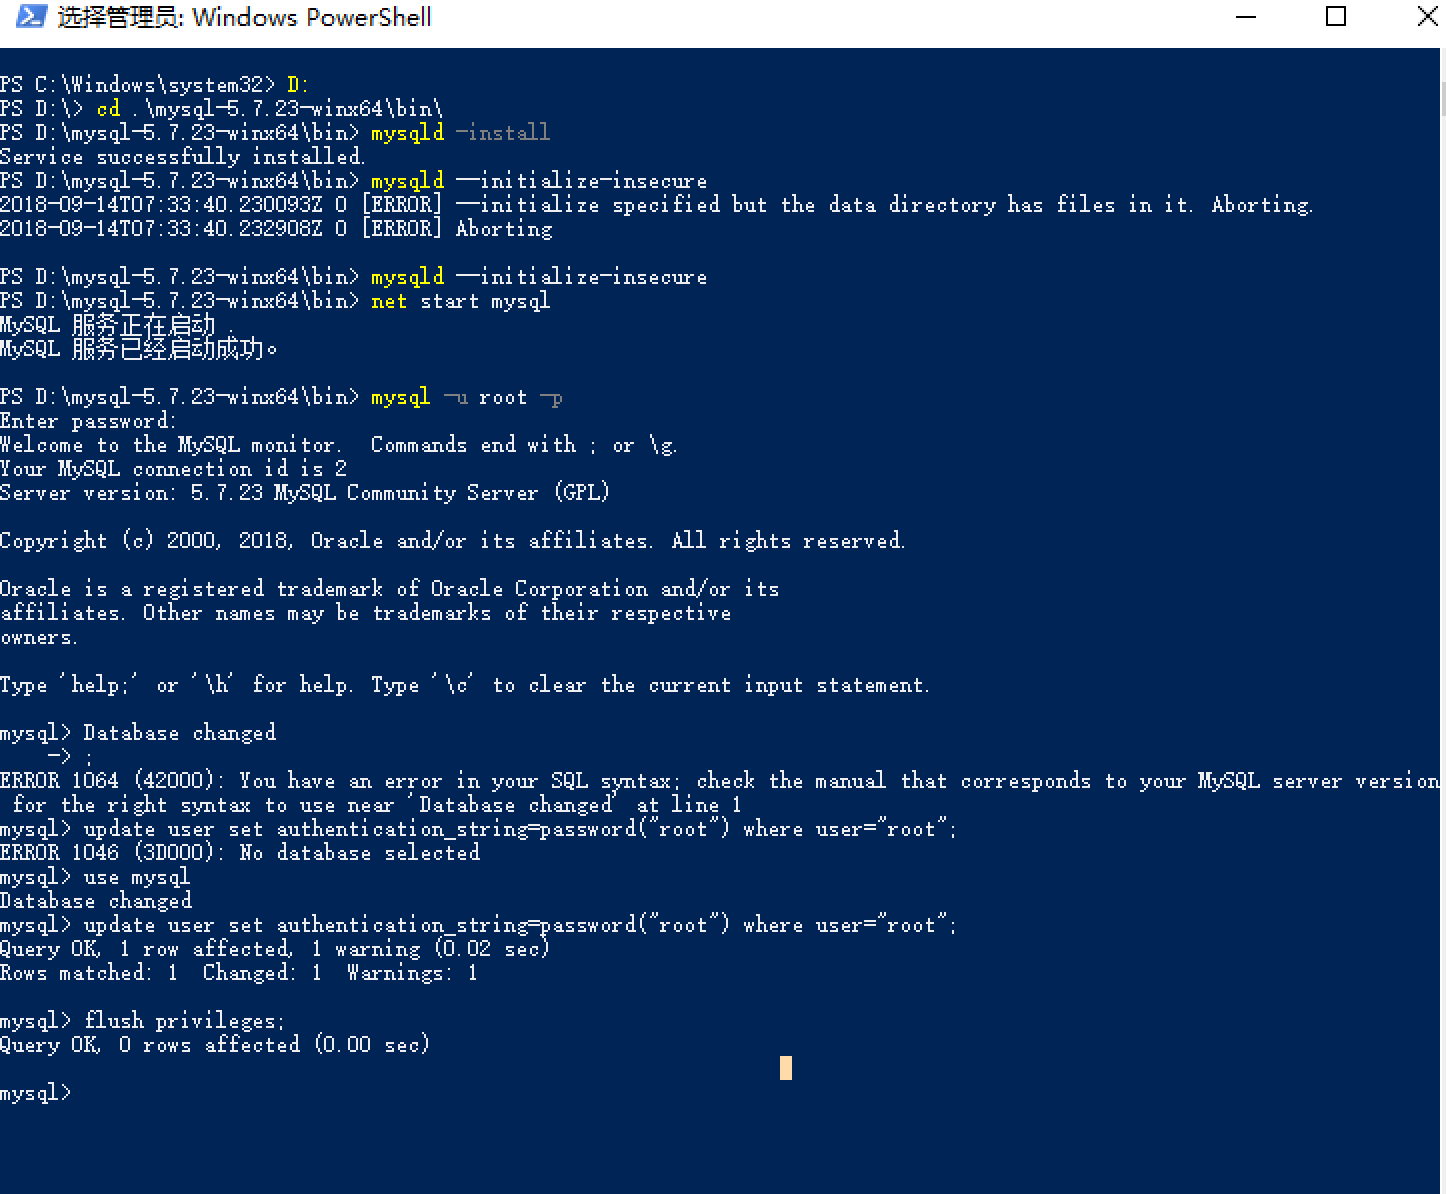 选择管理员: Windows PowerShell
PS C:\Windows\system32> D:
PS D:\> cd .\mysql-5.7.23-winx64\bin\
PS D:\mysql-5.7.23-winx64\bin> mysqld -install
Service successfully installed.
PS D:\mysql-5.7.23-winx64\bin> mysqld --initialize-insecure
2018-09-14T07:33:40.230093Z 0 [ERROR] --initialize specified but the data directory has files in it. Aborting.
2018-09-14T07:33:40.232908Z 0 [ERROR] Aborting
PS D:\mysql-5.7.23-winx64\bin> mysqld --initialize-insecure
PS D:\mysql-5.7.23-winx64\bin> net start mysql
MySQL 服务正在启动 .
MySQL 服务已经启动成功。
PS D:\mysql-5.7.23-winx64\bin> mysql -u root -p
Enter password:
Welcome to the MySQL monitor.  Commands end with ; or \g.
Your MySQL connection id is 2
Server version: 5.7.23 MySQL Community Server (GPL)
Copyright (c) 2000, 2018, Oracle and/or its affiliates. All rights reserved.
Oracle is a registered trademark of Oracle Corporation and/or its
affiliates. Other names may be trademarks of their respective
owners.
Type 'help;' or '\h' for help. Type '\c' to clear the current input statement.
mysql> Database changed
    -> ;
ERROR 1064 (42000): You have an error in your SQL syntax; check the manual that corresponds to your MySQL server version
 for the right syntax to use near 'Database changed' at line 1
mysql> update user set authentication_string=password("root") where user="root";
ERROR 1046 (3D000): No database selected
mysql> use mysql
Database changed
mysql> update user set authentication_string=password("root") where user="root";
Query OK, 1 row affected, 1 warning (0.02 sec)
Rows matched: 1  Changed: 1  Warnings: 1
mysql> flush privileges;
Query OK, 0 rows affected (0.00 sec)
mysql>